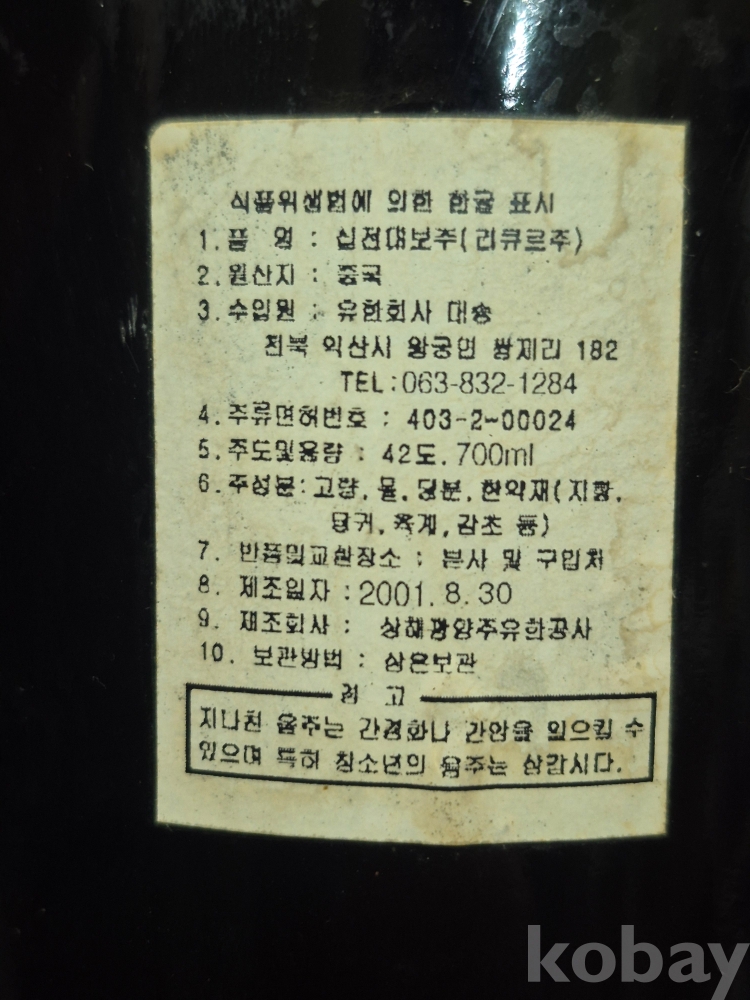 식품위생법에 의한 한글 표시
1. 품 명 : 십전대보주(리큐르주)
2. 원산지 : 중국
3. 수입원 : 유한회사 대송
전북 익산시 왕궁면 쌍제리 182
TEL:063-832-1284
4. 주류면허번호 : 403-2-00024
5. 주도및용량 : 42도. 700ml
6. 주성분: 고량, 물, 당분, 한약재(지황,
당귀, 육계, 감초 등)
7. 반품및교환장소 : 본사 및 구입처
8. 제조일자 : 2001. 8. 30
9. 제조회사 : 상해광양주유한공사
10. 보관방법 : 상온보관
경 고
지나친 음주는 간경화나 간암을 일으킬 수
있으며 특히 청소년의 음주는 삼갑시다.
kobay